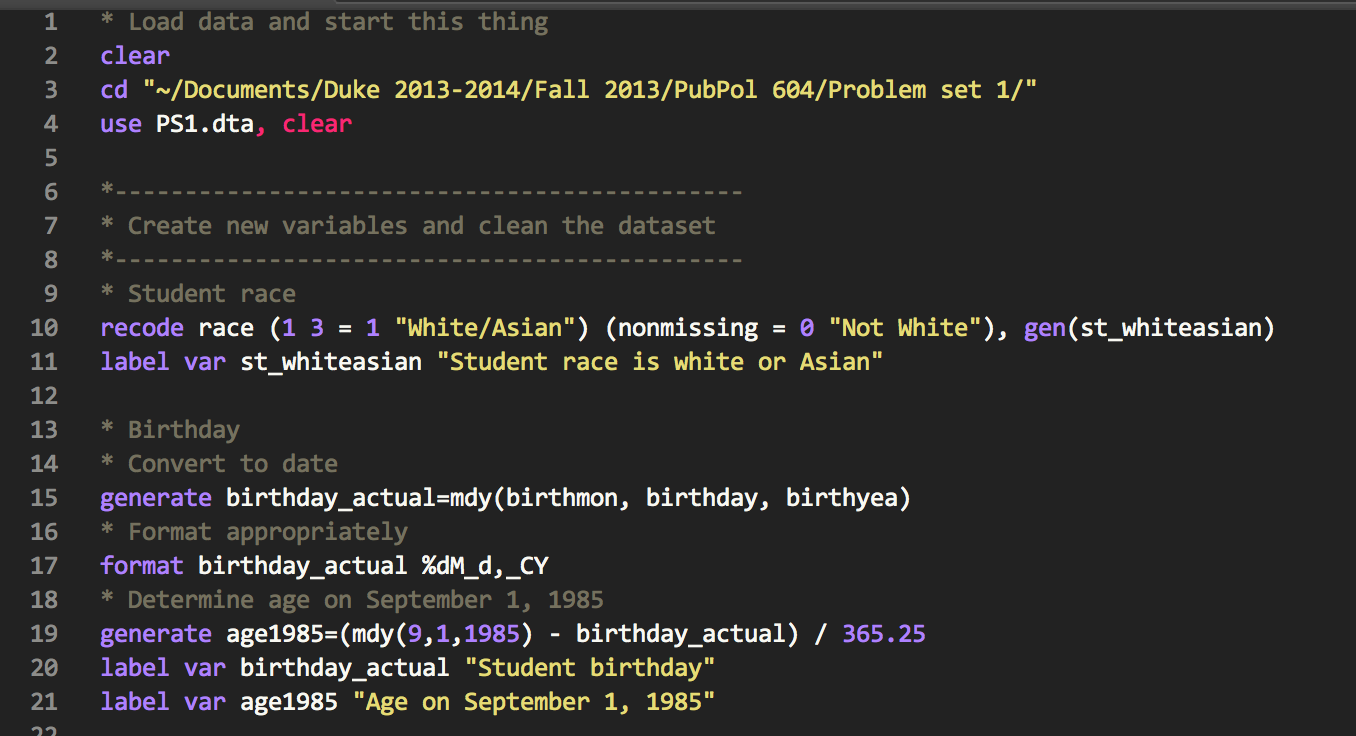 1 * Load data and start this thing
2 clear
3 cd "~/Documents/Duke 2013-2014/Fall 2013/PubPol 604/Problem set 1/"
4 use PS1.dta, clear
5
6 *---------------------------------------------
7 * Create new variables and clean the dataset
8 *---------------------------------------------
9 * Student race
10 recode race (1 3 = 1 "White/Asian") (nonmissing = 0 "Not White"), gen(st_whiteasian)
11 label var st_whiteasian "Student race is white or Asian"
12
13 * Birthday
14 * Convert to date
15 generate birthday_actual=mdy(birthmon, birthday, birthyea)
16 * Format appropriately
17 format birthday_actual %dM_d,_CY
18 * Determine age on September 1, 1985
19 generate age1985=(mdy(9,1,1985) - birthday_actual) / 365.25
20 label var birthday_actual "Student birthday"
21 label var age1985 "Age on September 1, 1985"
22